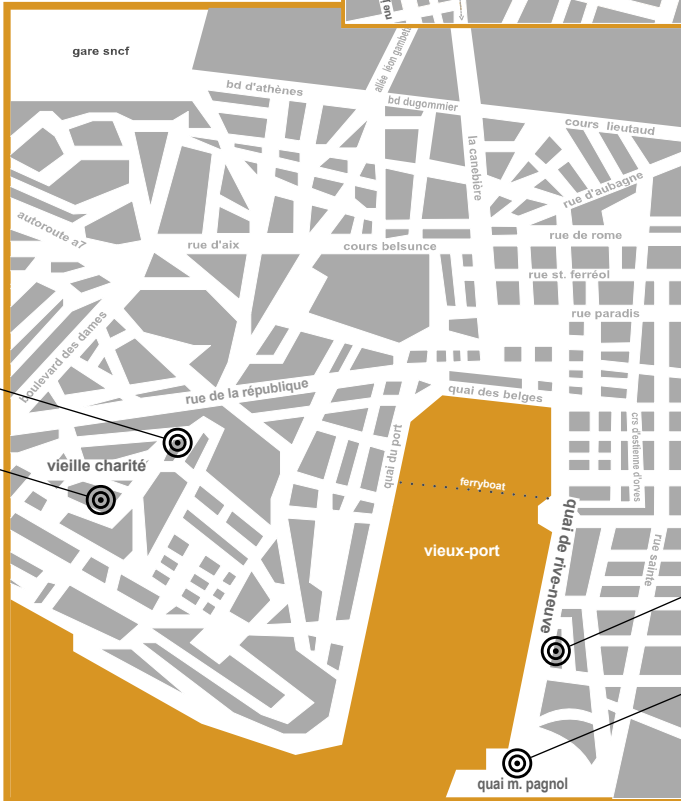 rue
gare sncf
allée léon gambetta
bd d'athènes
bd dugommier
cours lieutaud
la canebière
rue d'aubagne
autoroute a7
rue d'aix
cours belsunce
rue de rome
rue st. ferréol
rue paradis
boulevard des dames
rue de la république
quai des belges
crs d'estienne d'orves
quai du port
vieille charité
ferryboat
quai de rive-neuve
vieux-port
rue sainte
quai m. pagnol